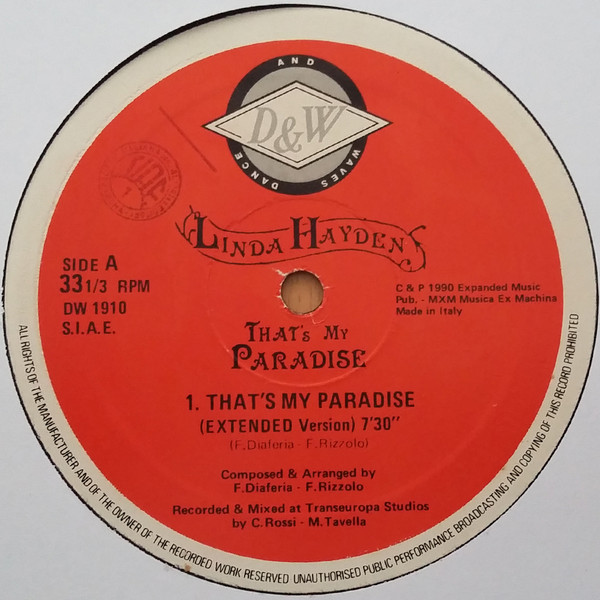 AND
D&W
DANCE WAVES
LINDA HAYDEN
SIDE A
33 1/3 RPM
DW 1910
S.I.A.E.
C & P 1990 Expanded Music
Pub. - MXM Musica Ex Machina
Made in Italy
THAT'S MY
PARADISE
1. THAT'S MY PARADISE
(EXTENDED Version) 7'30"
(F.Diaferia - F.Rizzolo)
Composed & Arranged by
F.Diaferia - F.Rizzolo
Recorded & Mixed at Transeuropa Studios
by C.Rossi - M.Tavella
ALL RIGHTS OF THE MANUFACTURER AND OF THE OWNER OF THE RECORDED WORK RESERVED UNAUTHORISED PUBLIC PERFORMANCE BROADCASTING AND COPYING OF THIS RECORD PROHIBITED